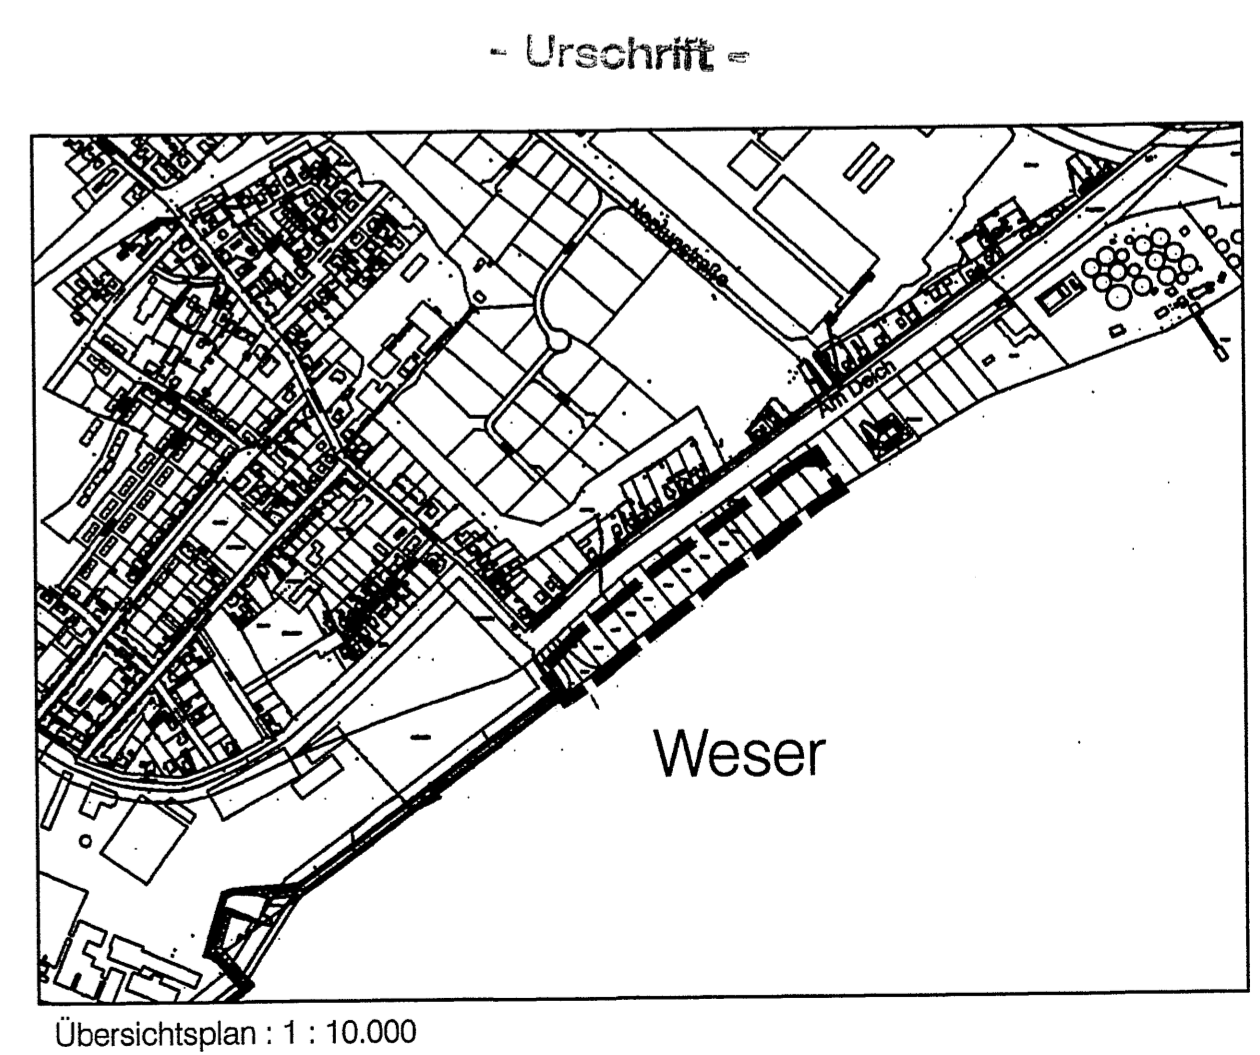 - Urschrift -
Am Deich
Weser
Übersichtsplan : 1 : 10.000